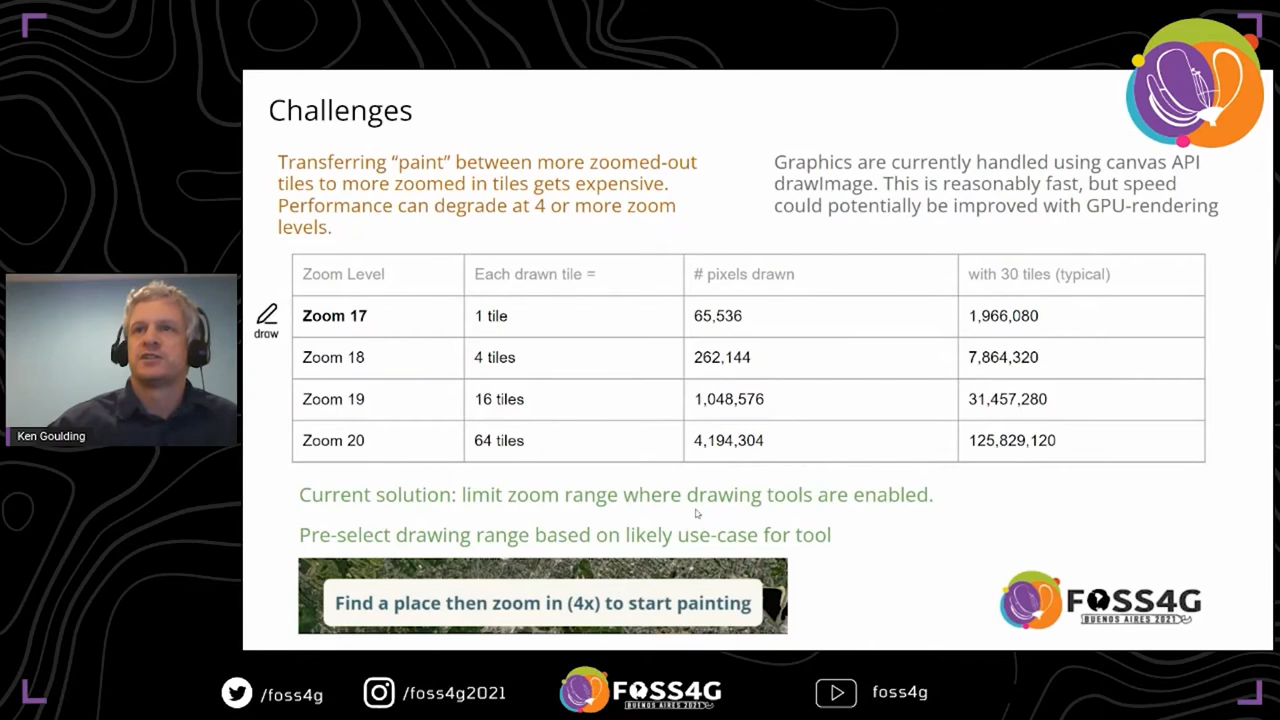 Challenges
Transferring “paint” between more zoomed-out
tiles to more zoomed in tiles gets expensive.
Performance can degrade at 4 or more zoom
levels.
Graphics are currently handled using canvas API
drawImage. This is reasonably fast, but speed
could potentially be improved with GPU-rendering
Zoom Level Each drawn tile = # pixels drawn with 30 tiles (typical)
draw
Zoom 17 1 tile 65,536 1,966,080
Zoom 18 4 tiles 262,144 7,864,320
Zoom 19 16 tiles 1,048,576 31,457,280
Zoom 20 64 tiles 4,194,304 125,829,120
Ken Goulding
Current solution: limit zoom range where drawing tools are enabled.
Pre-select drawing range based on likely use-case for tool
Find a place then zoom in (4x) to start painting
FOSS4G
BUENOS AIRES 2021
/foss4g
/foss4g2021
FOSS4G
BUENOS AIRES 2021
foss4g